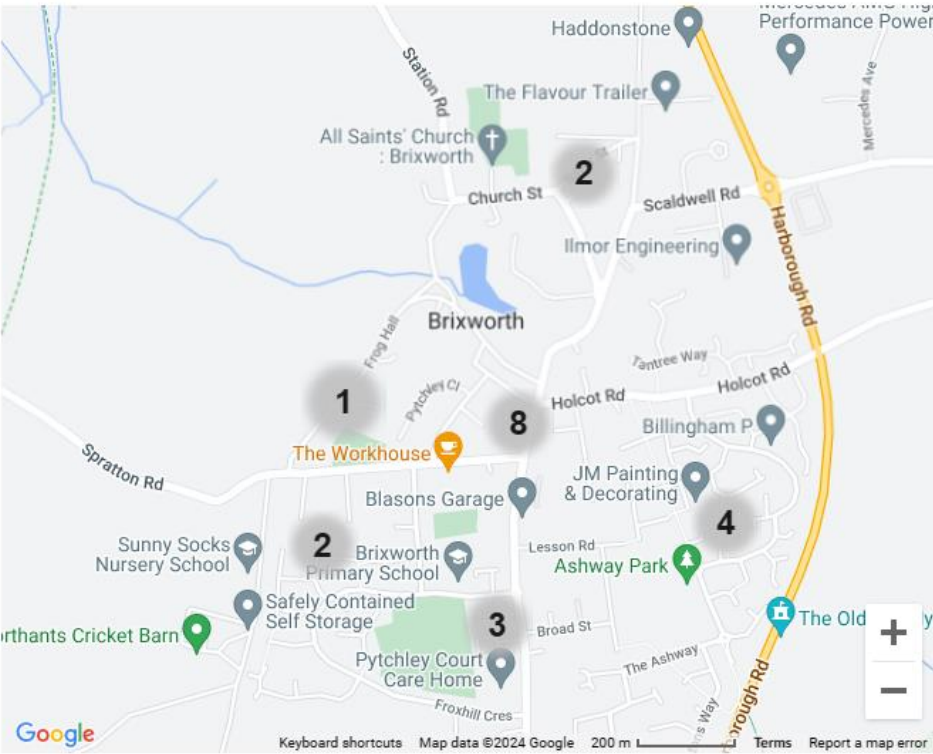 Haddonstone
Performance Power
Station Rd
The Flavour Trailer
Mercedes Ave
All Saints' Church
: Brixworth
2
Church St
Scaldwell Rd
Ilmor Engineering
Harborough Rd
Brixworth
Frog Hall
Tantree Way
Pytchley Cl
1
Holcot Rd
Holcot Rd
8
Billingham P
The Workhouse
Spratton Rd
JM Painting
& Decorating
Blasons Garage
4
Sunny Socks
Nursery School
2
Brixworth
Primary School
Lesson Rd
Ashway Park
Safely Contained
Self Storage
orthants Cricket Barn
3
Broad St
The Old
+
Pytchley Court
Care Home
The Ashway
−
Froxhill Cres
orough Rd
Way
Google
Keyboard shortcuts
Map data ©2024 Google
200 m
Terms
Report a map error